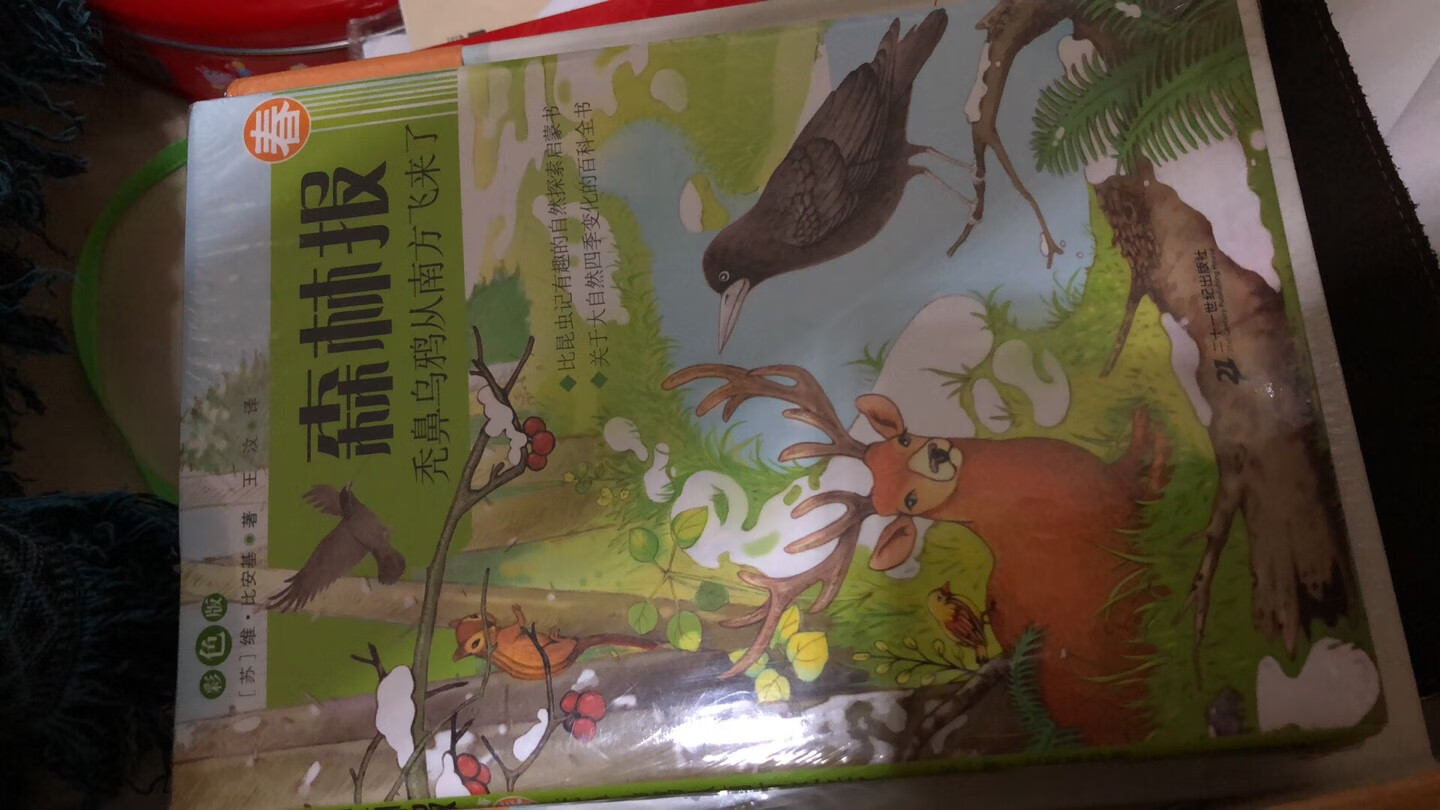 彩色版
[苏]维·比安基 著 王汶 译
春
森林报
秃鼻乌鸦从南方飞来了
比昆虫记有趣的自然探索启蒙书
关于大自然四季变化的百科全书
21 二十一世纪出版社